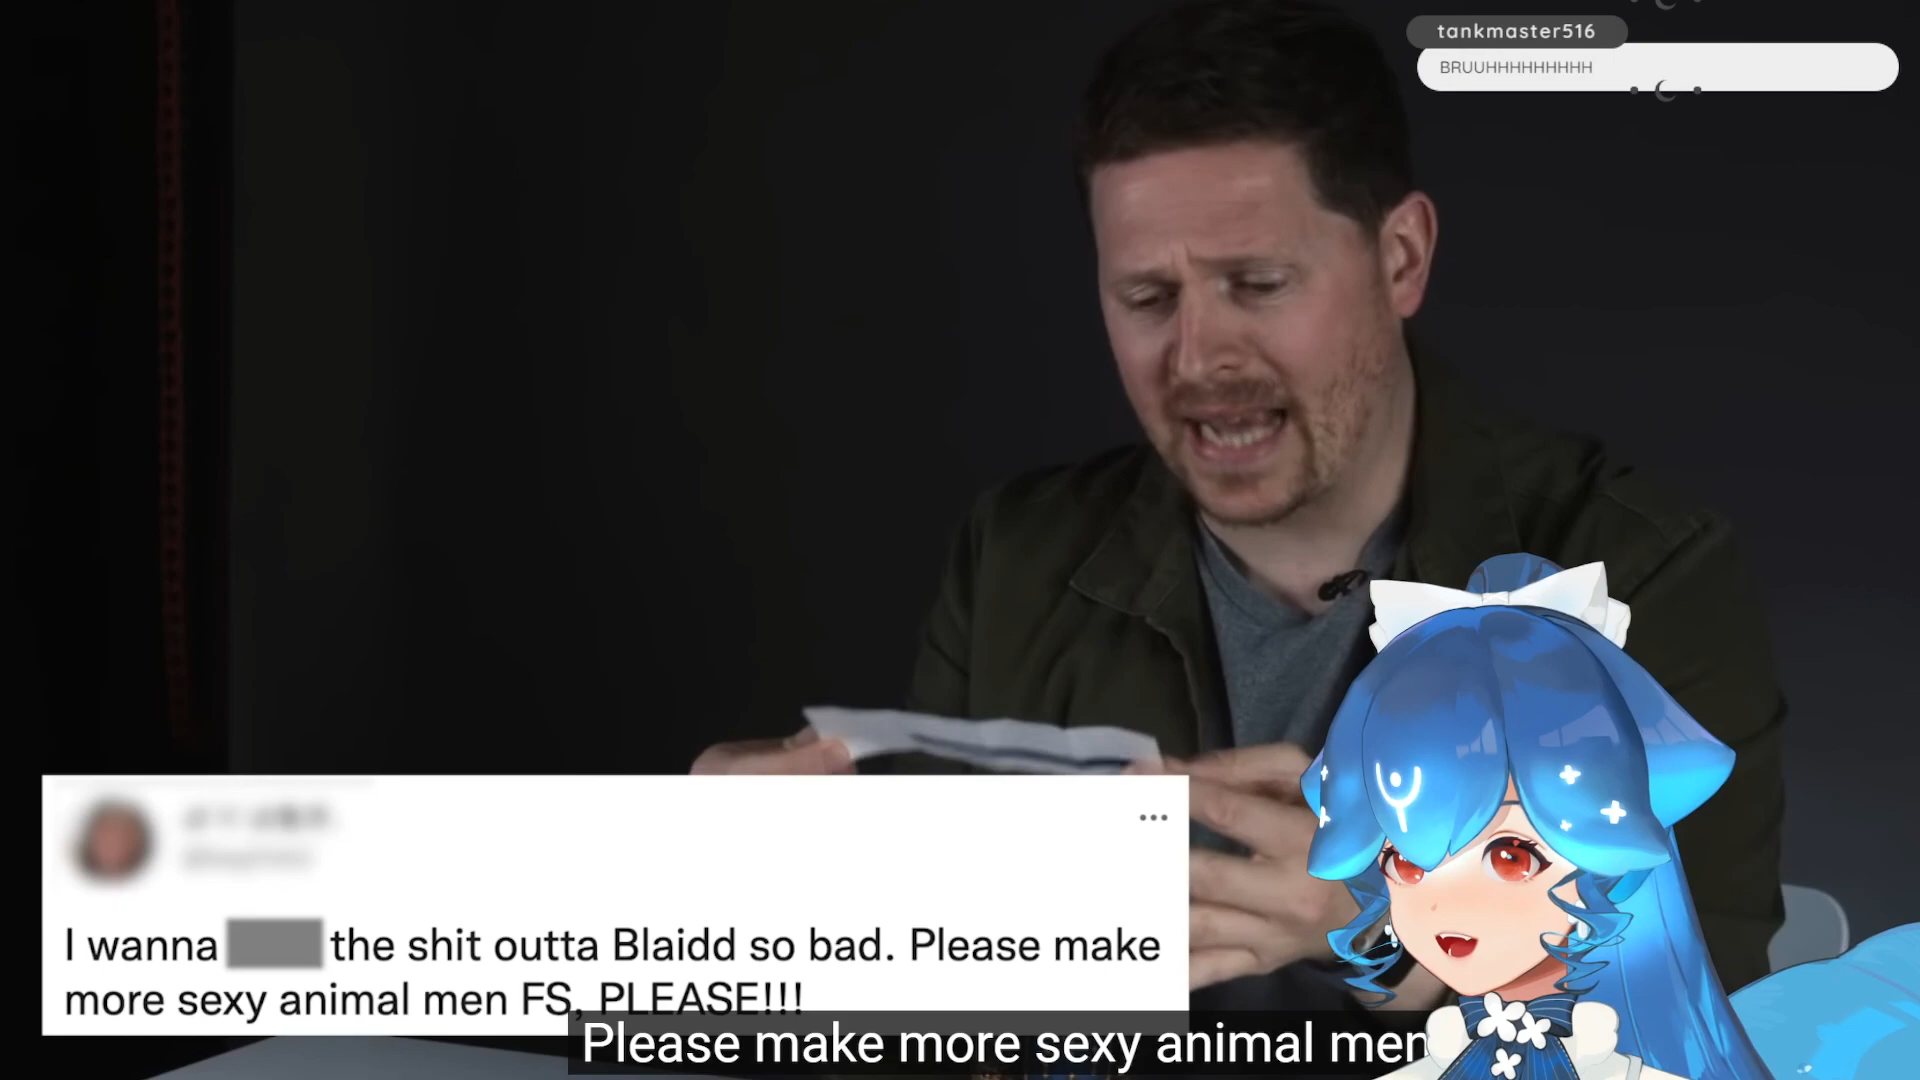 tankmaster516
BRUUHHHHHHHHH
I wanna the shit outta Blaidd so bad. Please make
more sexy animal men FS, PLEASE!!!
Please make more sexy animal men